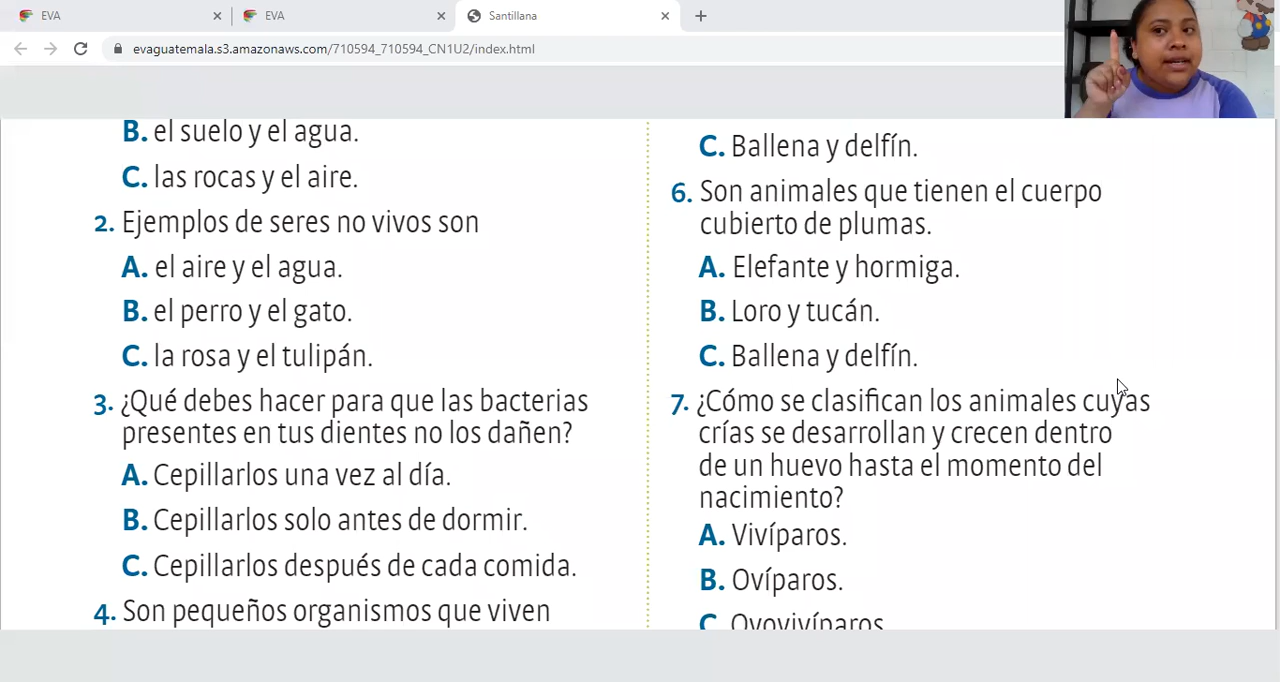 EVA
EVA
Santillana
evaguatemala.s3.amazonaws.com/710594_710594_CN1U2/index.html
B. el suelo y el agua.
C. las rocas y el aire.
2. Ejemplos de seres no vivos son
A. el aire y el agua.
B. el perro y el gato.
C. la rosa y el tulipán.
3. ¿Qué debes hacer para que las bacterias
presentes en tus dientes no los dañen?
A. Cepillarlos una vez al día.
B. Cepillarlos solo antes de dormir.
C. Cepillarlos después de cada comida.
4. Son pequeños organismos que viven
C. Ballena y delfín.
6. Son animales que tienen el cuerpo
cubierto de plumas.
A. Elefante y hormiga.
B. Loro y tucán.
C. Ballena y delfín.
7. ¿Cómo se clasifican los animales cuyas
crías se desarrollan y crecen dentro
de un huevo hasta el momento del
nacimiento?
A. Vivíparos.
B. Ovíparos.
C. Ovovivíparos